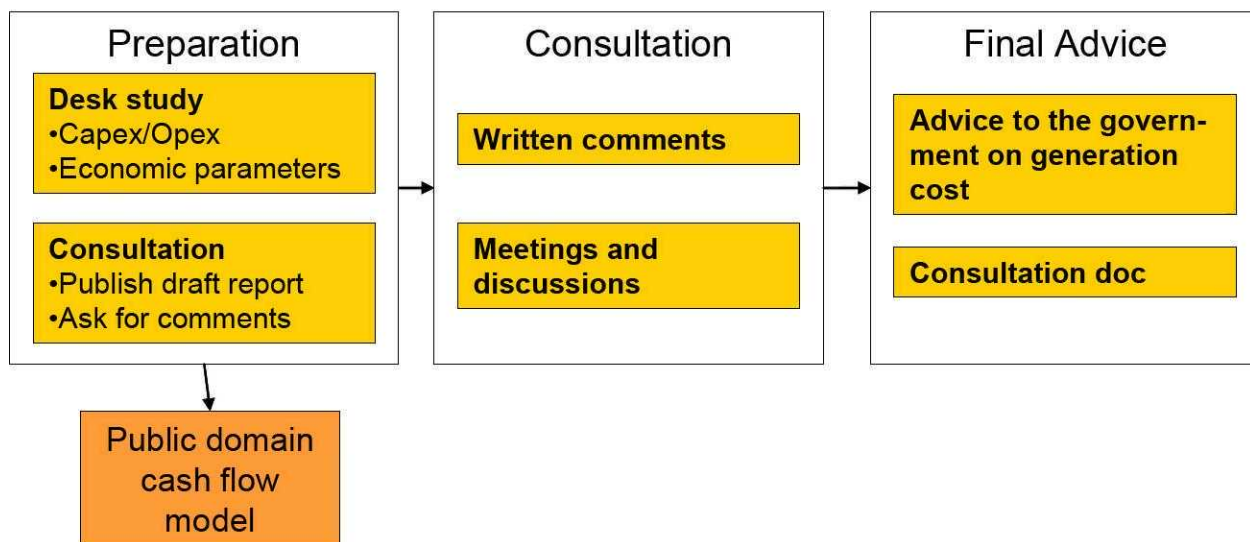 Preparation
Desk study
•Capex/Opex
•Economic parameters
Consultation
•Publish draft report
•Ask for comments
Public domain
cash flow
model
Consultation
Written comments
Meetings and
discussions
Final Advice
Advice to the govern-
ment on generation
cost
Consultation doc